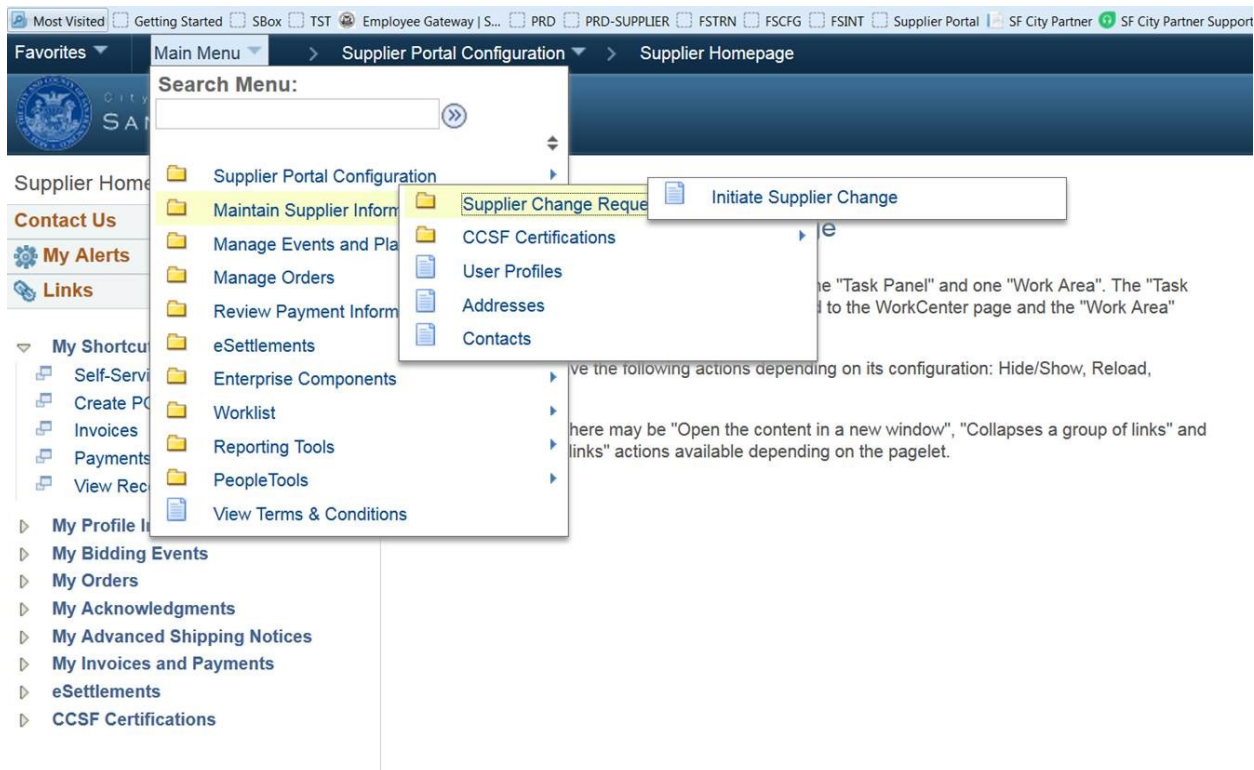 Most Visited Getting Started SBox TST Employee Gateway | S... PRD PRD-SUPPLIER FSTRN FSCFG FSINT Supplier Portal SF City Partner SF City Partner Support
Favorites Main Menu > Supplier Portal Configuration > Supplier Homepage
City
SAN
Search Menu:
Supplier Home
Contact Us
My Alerts
Links
My Shortcu
Self-Servi
Create PO
Invoices
Payments
View Rec
My Profile I
My Bidding Events
My Orders
My Acknowledgments
My Advanced Shipping Notices
My Invoices and Payments
eSettlements
CCSF Certifications
Supplier Portal Configuration
Maintain Supplier Inform
Manage Events and Pla
Manage Orders
Review Payment Inform
eSettlements
Enterprise Components
Worklist
Reporting Tools
PeopleTools
View Terms & Conditions
Supplier Change Reque
CCSF Certifications
User Profiles
Addresses
Contacts
Initiate Supplier Change
e "Task Panel" and one "Work Area". The "Task
to the WorkCenter page and the "Work Area"
ve the following actions depending on its configuration: Hide/Show, Reload,
here may be "Open the content in a new window", "Collapses a group of links" and
links" actions available depending on the pagelet.